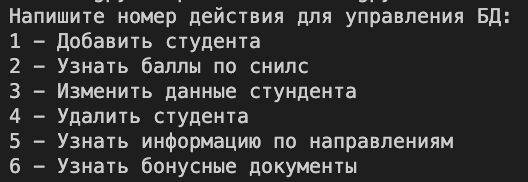 Напишите номер действия для управления БД:
1 – Добавить студента
2 – Узнать баллы по снилс
3 – Изменить данные стундента
4 – Удалить студента
5 – Узнать информацию по направлениям
6 – Узнать бонусные документы